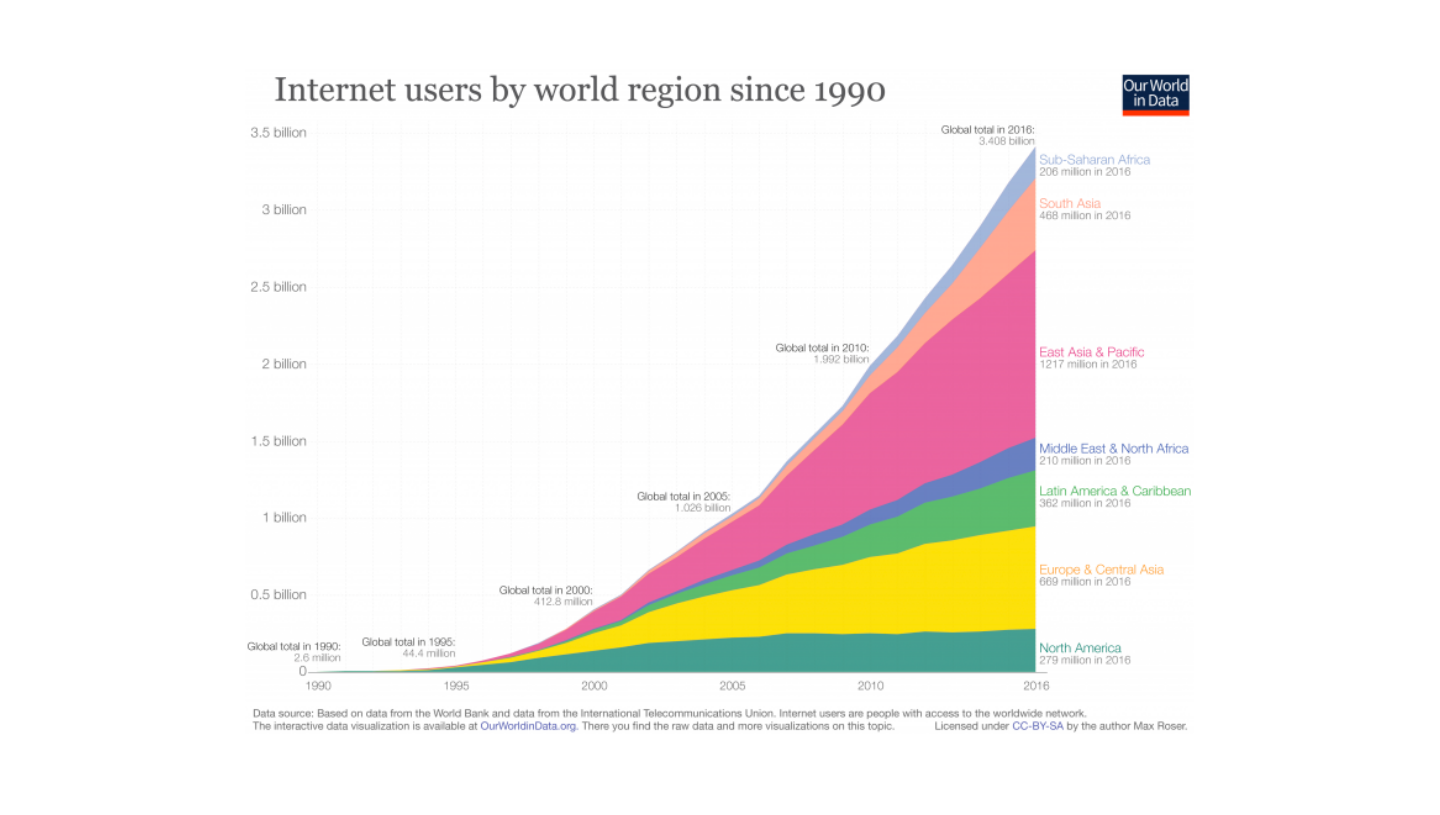 Internet users by world region since 1990
Our World
in Data
3.5 billion
3 billion
2.5 billion
2 billion
1.5 billion
1 billion
0.5 billion
0
Global total in 1990:
2.6 million
Global total in 1995:
44.4 million
Global total in 2000:
412.8 million
Global total in 2005:
1.026 billion
Global total in 2010:
1.992 billion
Global total in 2016:
3.408 billion
Sub-Saharan Africa
206 million in 2016
South Asia
468 million in 2016
East Asia & Pacific
1217 million in 2016
Middle East & North Africa
210 million in 2016
Latin America & Caribbean
362 million in 2016
Europe & Central Asia
669 million in 2016
North America
279 million in 2016
1990 1995 2000 2005 2010 2016
Data source: Based on data from the World Bank and data from the International Telecommunications Union. Internet users are people with access to the worldwide network.
The interactive data visualization is available at OurWorldinData.org. There you find the raw data and more visualizations on this topic. Licensed under CC-BY-SA by the author Max Roser.